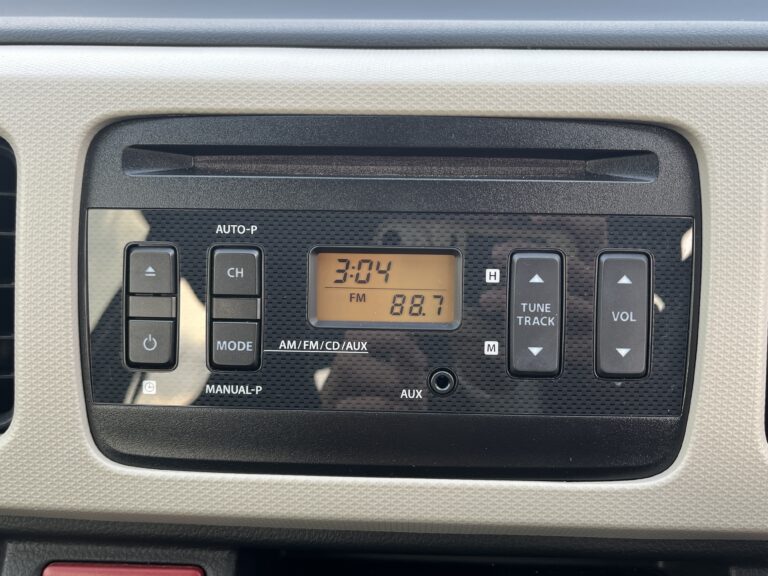 AUTO-P
CH
MODE
AM/FM/CD/AUX
MANUAL-P
3:04
FM
88.7
AUX
H
M
TUNE
TRACK
VOL